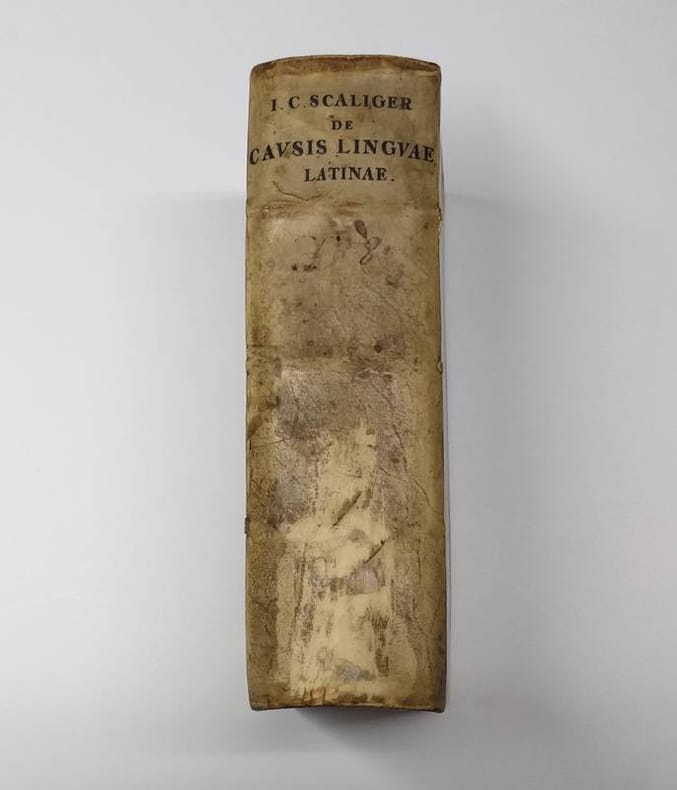 I. C. SCALIGER
DE
CAVSIS LINGVAE
LATINAE.